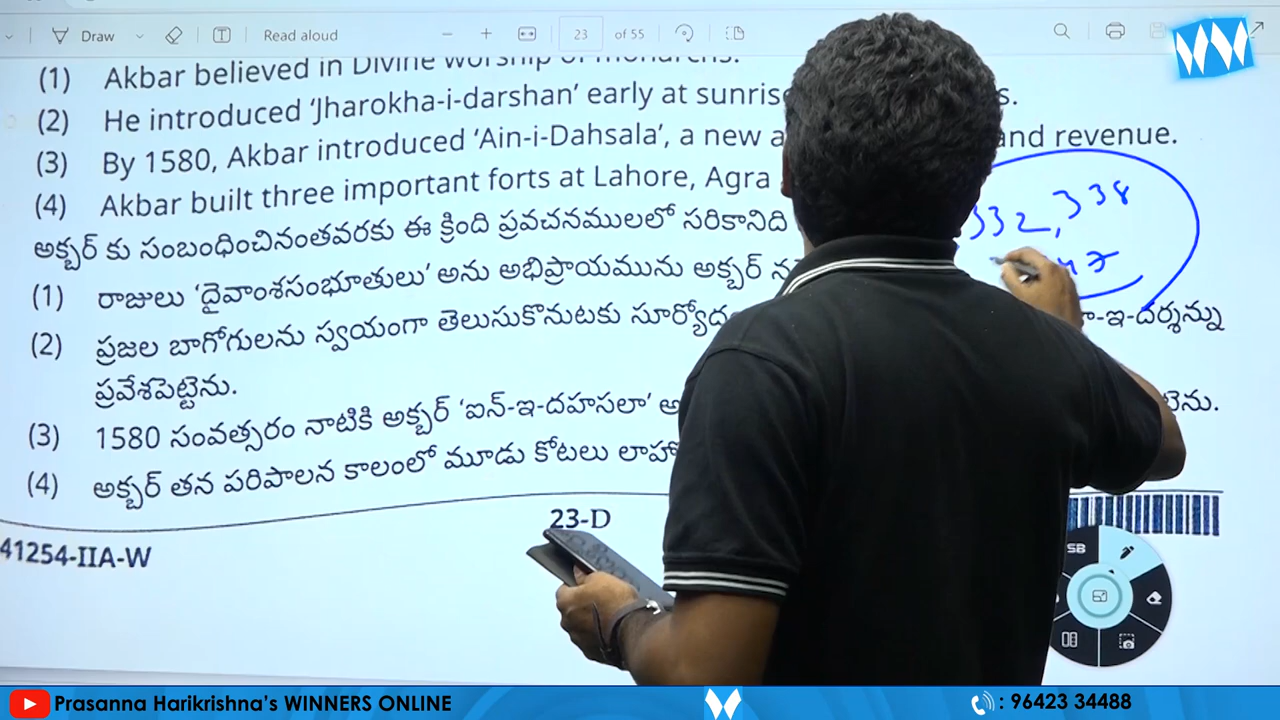 Draw Read aloud 23 of 55
(1) Akbar believed in Divine worship of monarchs.
(2) He introduced ‘Jharokha-i-darshan’ early at sunrise s.
(3) By 1580, Akbar introduced ‘Ain-i-Dahsala’, a new a and revenue.
(4) Akbar built three important forts at Lahore, Agra
332, 338
అక్బర్ కు సంబంధించినంతవరకు ఈ క్రింది ప్రవచనములలో సరికానిది
(1) రాజులు ‘దైవాంశసంభూతులు’ అను అభిప్రాయమును అక్బర్
(2) ప్రజల బాగోగులను స్వయంగా తెలుసుకొనుటకు -ఇ-దర్శన్ను
ప్రవేశపెట్టెను.
(3) 1580 సంవత్సరం నాటికి అక్బర్ ‘ఐన్-ఇ-దహసలా’
(4) అక్బర్ తన పరిపాలన కాలంలో మూడు కోటలు
23-D
41254-IIA-W
SB
Prasanna Harikrishna's WINNERS ONLINE : 96423 34488